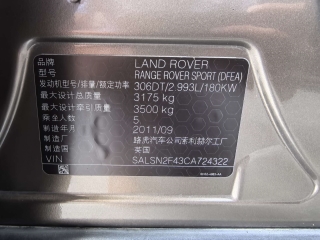 品牌 LAND ROVER
型号 RANGE ROVER SPORT (DFEA)
发动机型号/排量/额定功率 306DT/2.993L/180KW
最大设计总质量 3175 kg
最大设计牵引质量 3500 kg
乘坐人数 5
制造年月 2011/09
制造厂 路虎汽车公司索利赫尔工厂
制造国 英国
VIN SALSN2F43CA724322